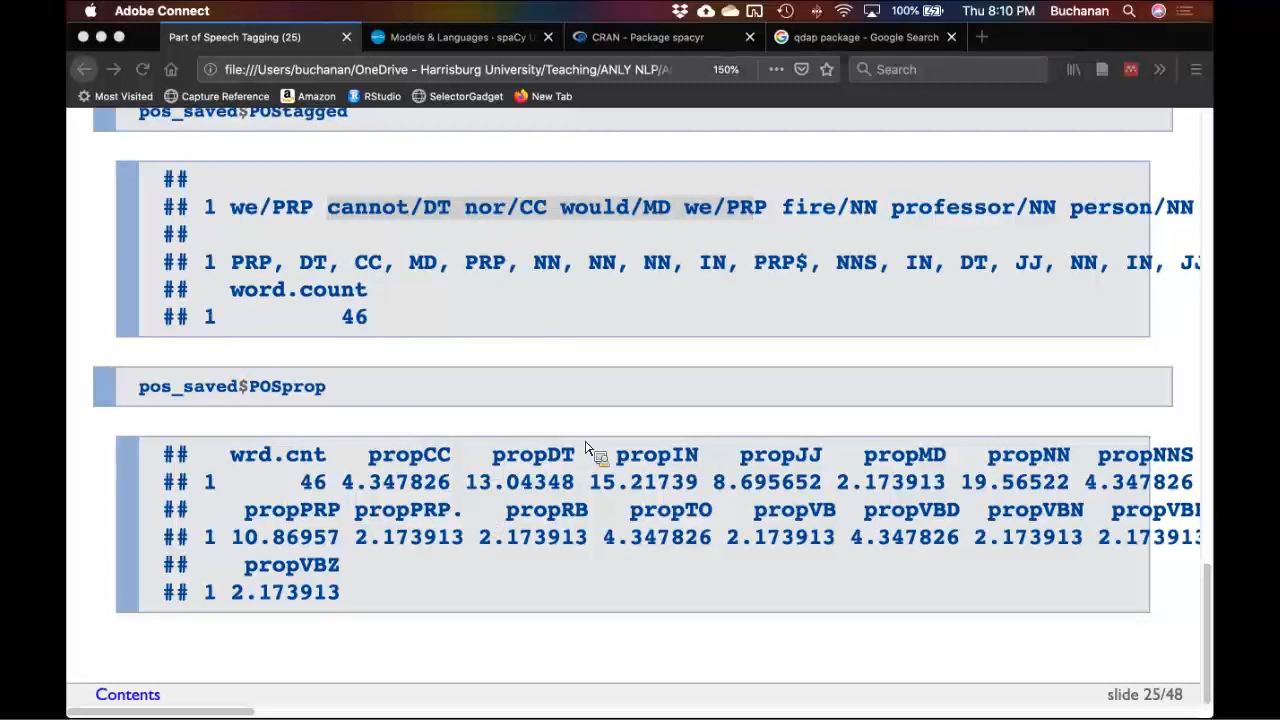 Adobe Connect 100% Thu 8:10 PM Buchanan
Part of Speech Tagging (25) Models & Languages · spaCy U CRAN - Package spacyr qdap package - Google Search
file:///Users/buchanan/OneDrive - Harrisburg University/Teaching/ANLY NLP/A 150% Search
Most Visited Capture Reference Amazon RStudio SelectorGadget New Tab
pos_saved$POStagged
##
## 1 we/PRP cannot/DT nor/CC would/MD we/PRP fire/NN professor/NN person/NN
##
## 1 PRP, DT, CC, MD, PRP, NN, NN, NN, IN, PRP$, NNS, IN, DT, JJ, NN, IN, JJ
## word.count
## 1 46
pos_saved$POSprop
## wrd.cnt propCC propDT propIN propJJ propMD propNN propNNS
## 1 46 4.347826 13.04348 15.21739 8.695652 2.173913 19.56522 4.347826
## propPRP propPRP. propRB propTO propVB propVBD propVBN propVB
## 1 10.86957 2.173913 2.173913 4.347826 2.173913 4.347826 2.173913 2.173913
## propVBZ
## 1 2.173913
Contents slide 25/48